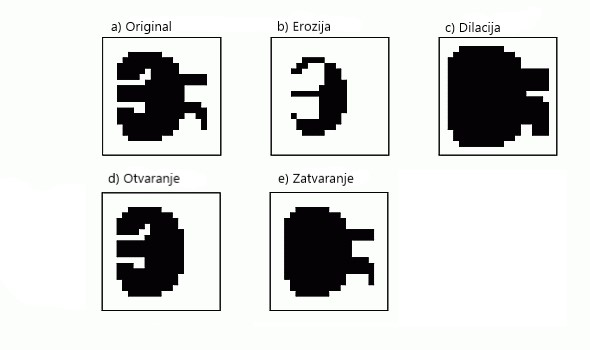 a) Original
b) Erozija
c) Dilacija
d) Otvaranje
e) Zatvaranje